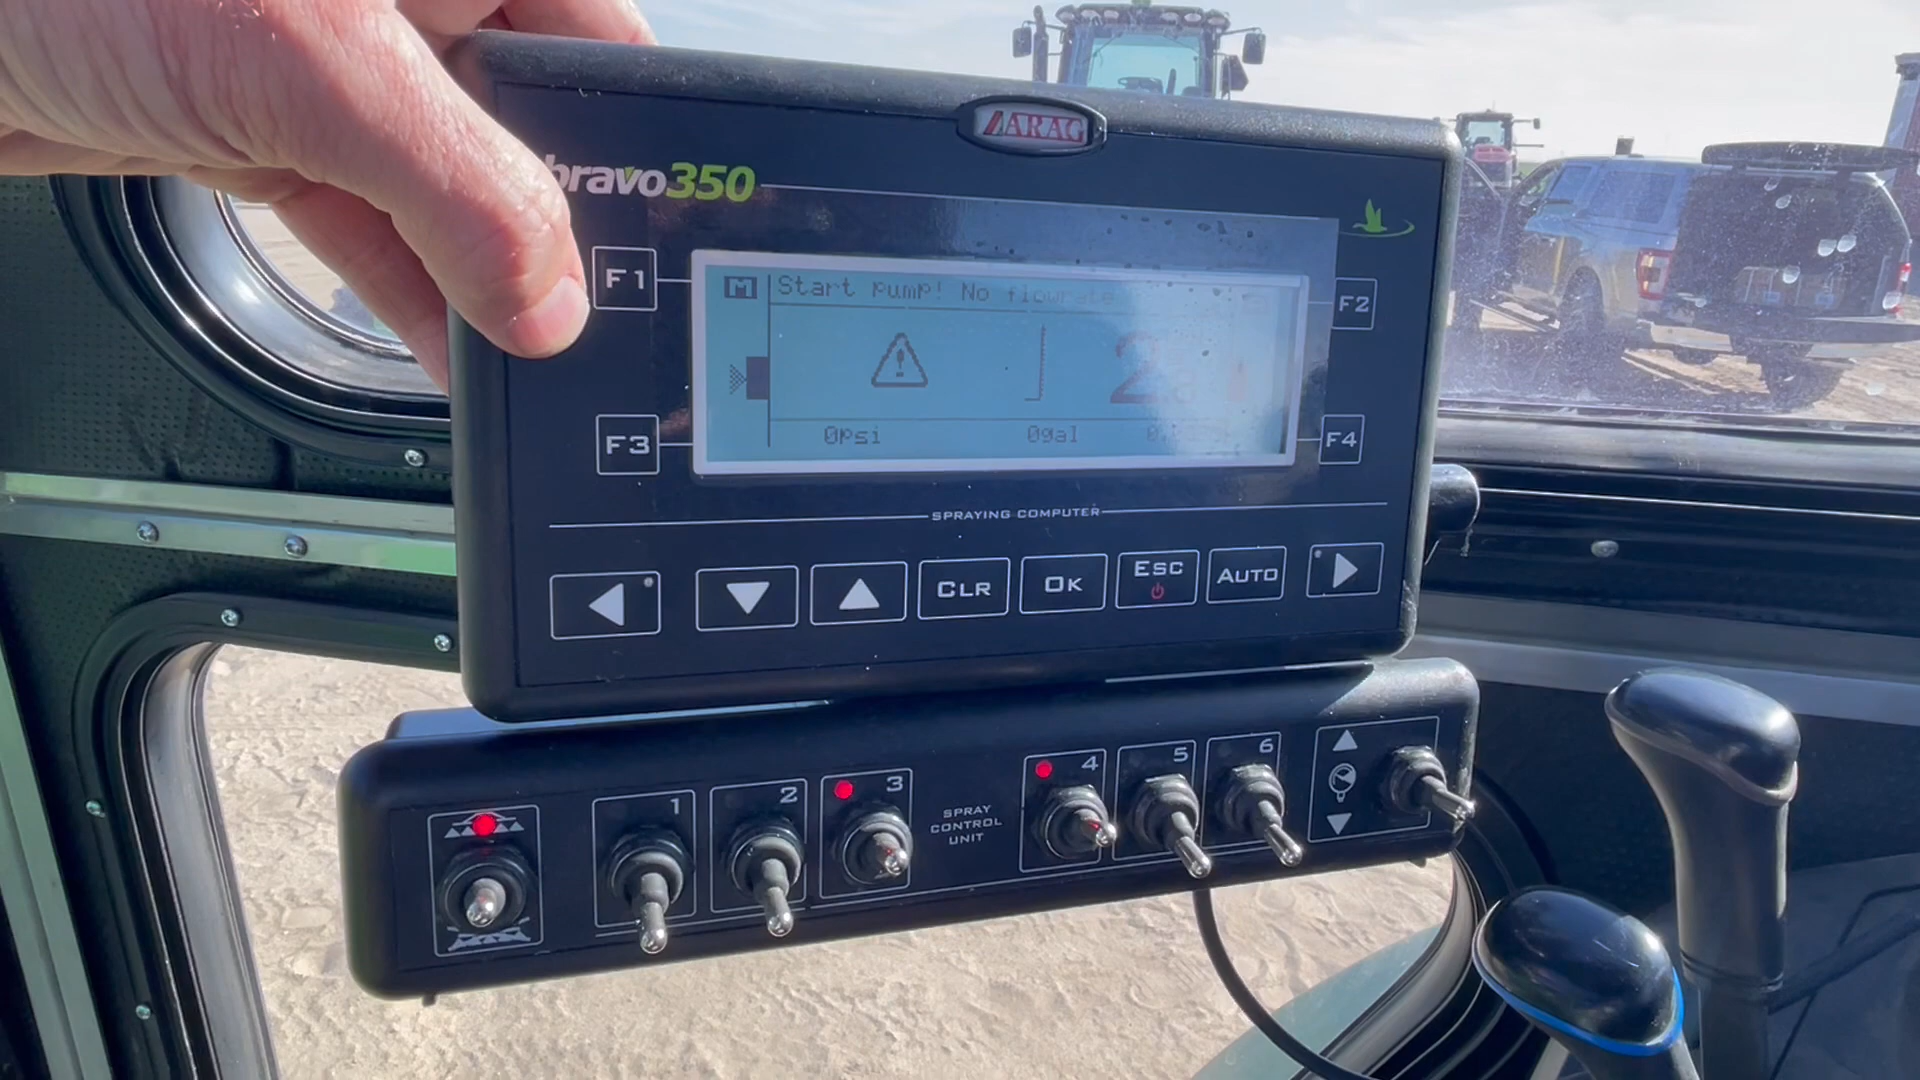 ARAG
bravo350
F1
F2
M Start pump! No flowrate
0psi 0gal
F3
F4
SPRAYING COMPUTER
CLR OK ESC AUTO
1 2 3 4 5 6
SPRAY
CONTROL
UNIT